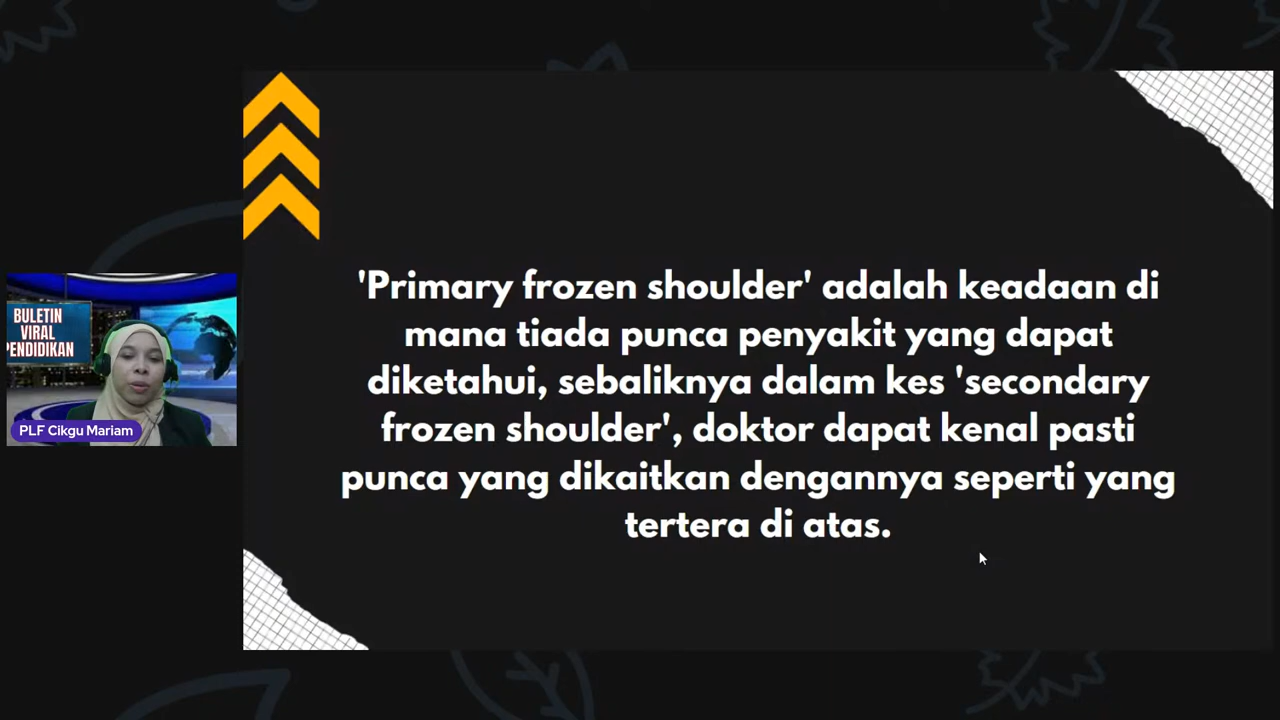 BULETIN
VIRAL
PENDIDIKAN
PLF Cikgu Mariam
'Primary frozen shoulder' adalah keadaan di
mana tiada punca penyakit yang dapat
diketahui, sebaliknya dalam kes 'secondary
frozen shoulder', doktor dapat kenal pasti
punca yang dikaitkan dengannya seperti yang
tertera di atas.